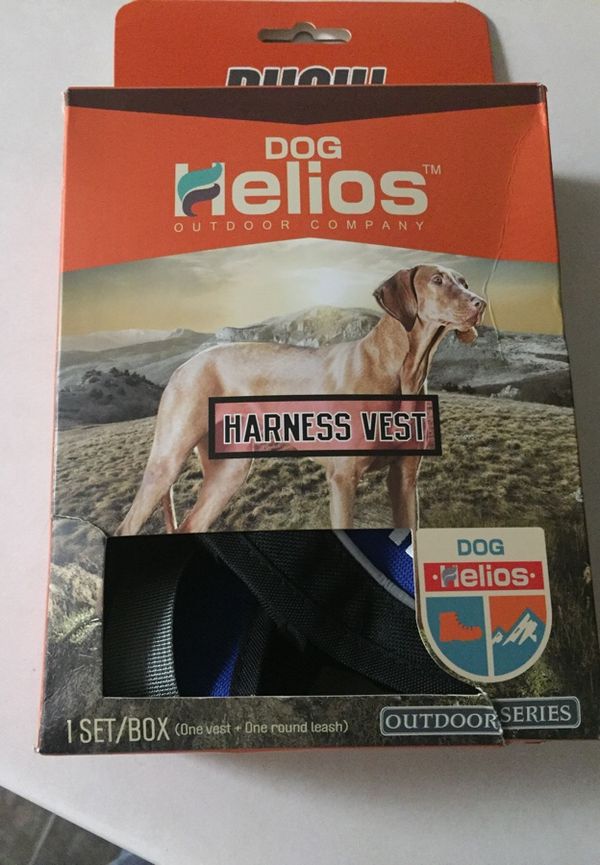 DOG
Helios™
OUTDOOR COMPANY
HARNESS VEST
DOG
·Helios·
1 SET/BOX (One vest + One round leash)
OUTDOOR SERIES